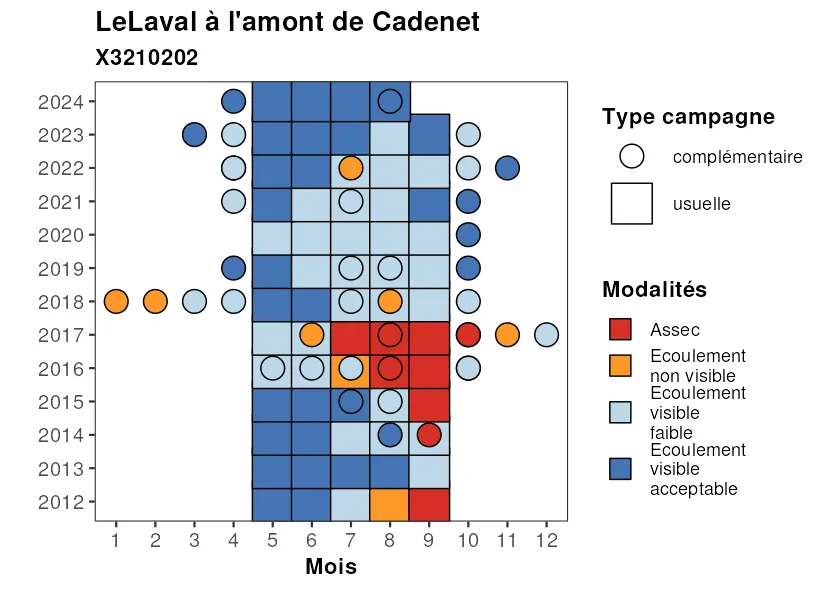 LeLaval à l'amont de Cadenet
X3210202
2024
2023
2022
2021
2020
2019
2018
2017
2016
2015
2014
2013
2012
1 2 3 4 5 6 7 8 9 10 11 12
Mois
Type campagne
complémentaire
usuelle
Modalités
Assec
Ecoulement
non visible
Ecoulement
visible
faible
Ecoulement
visible
acceptable